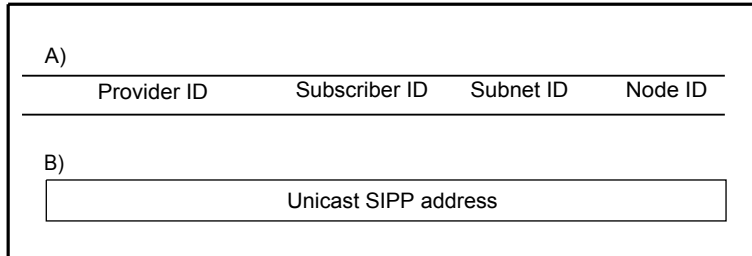 A)
Provider ID Subscriber ID Subnet ID Node ID
B)
Unicast SIPP address